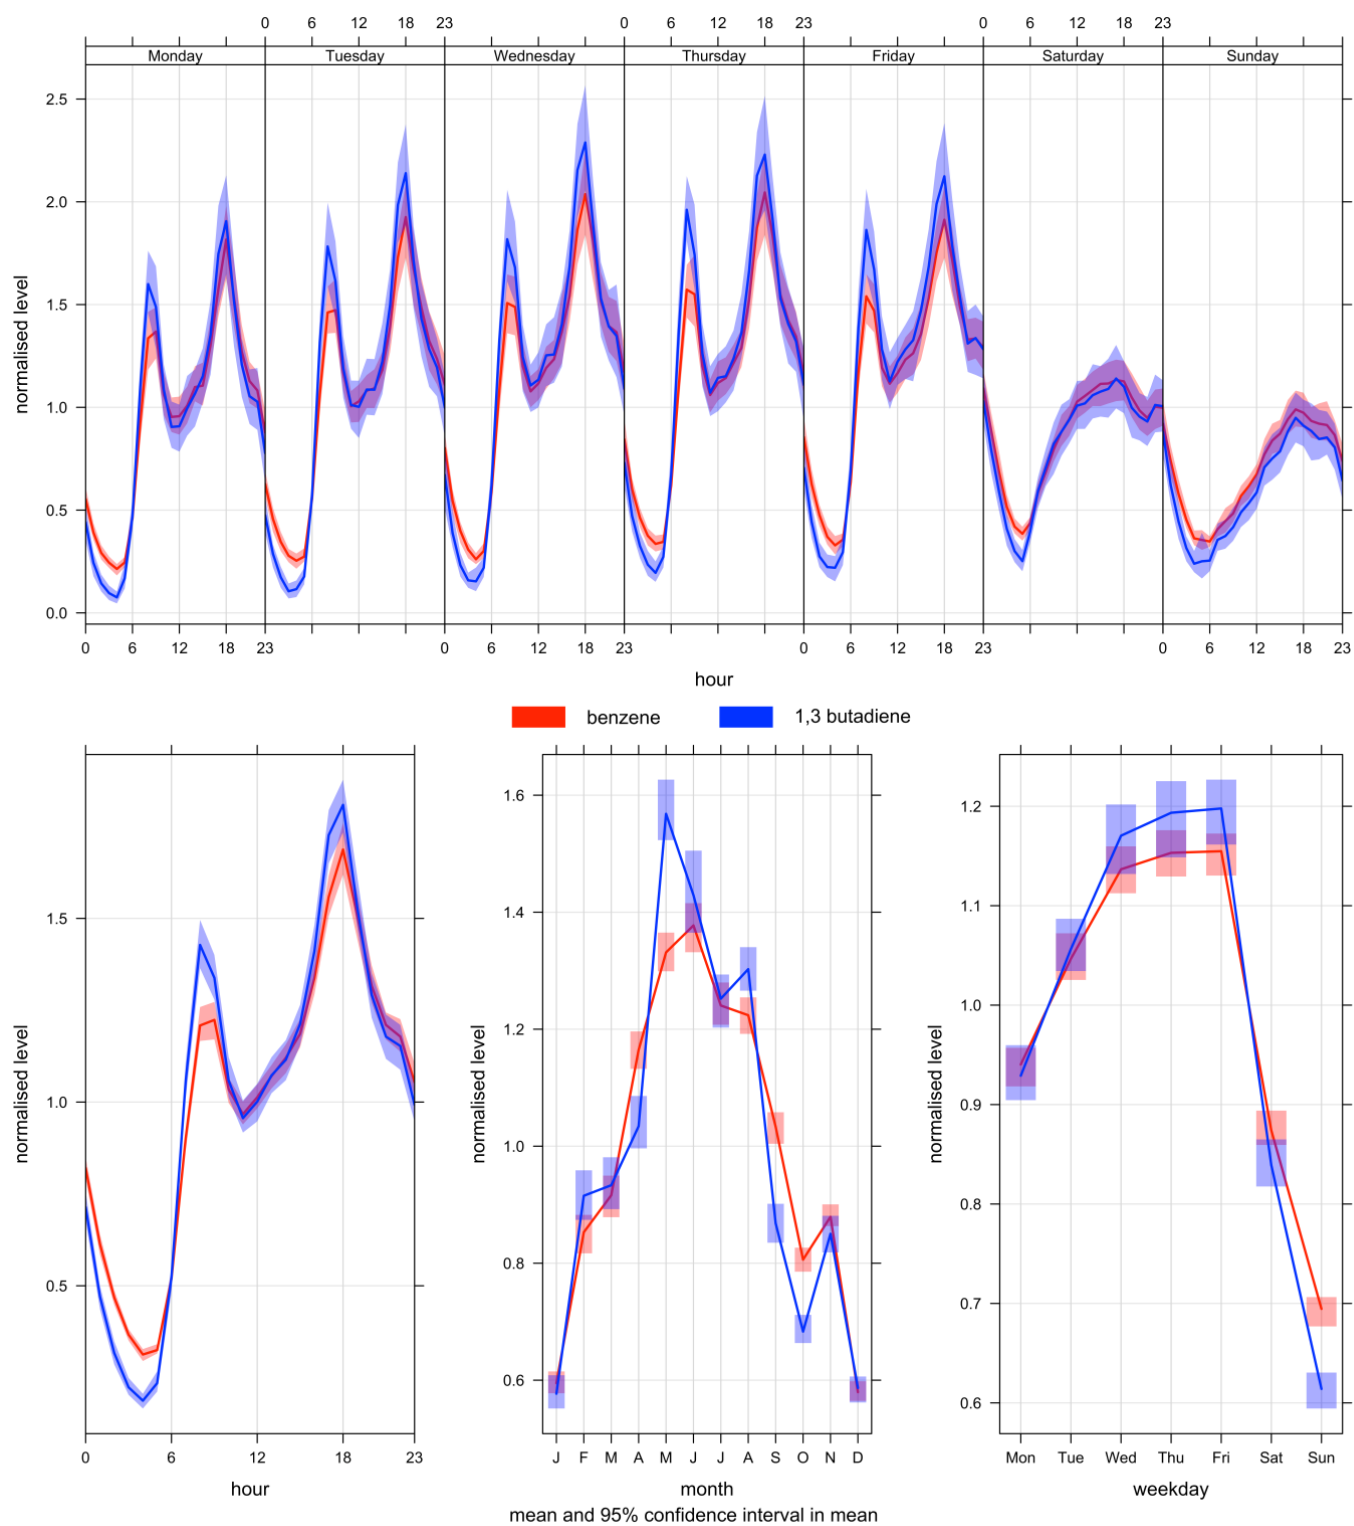 0 6 12 18 23 0 6 12 18 23 0 6 12 18 23
Monday Tuesday Wednesday Thursday Friday Saturday Sunday
2.5
2.0
1.5
1.0
0.5
0.0
normalised level
0 6 12 18 23 0 6 12 18 23 0 6 12 18 23 0 6 12 18 23
hour
benzene 1,3 butadiene
1.5
1.0
0.5
normalised level
0 6 12 18 23
hour
1.6
1.4
1.2
1.0
0.8
0.6
normalised level
J F M A M J J A S O N D
month
1.2
1.1
1.0
0.9
0.8
0.7
0.6
normalised level
Mon Tue Wed Thu Fri Sat Sun
weekday
mean and 95% confidence interval in mean